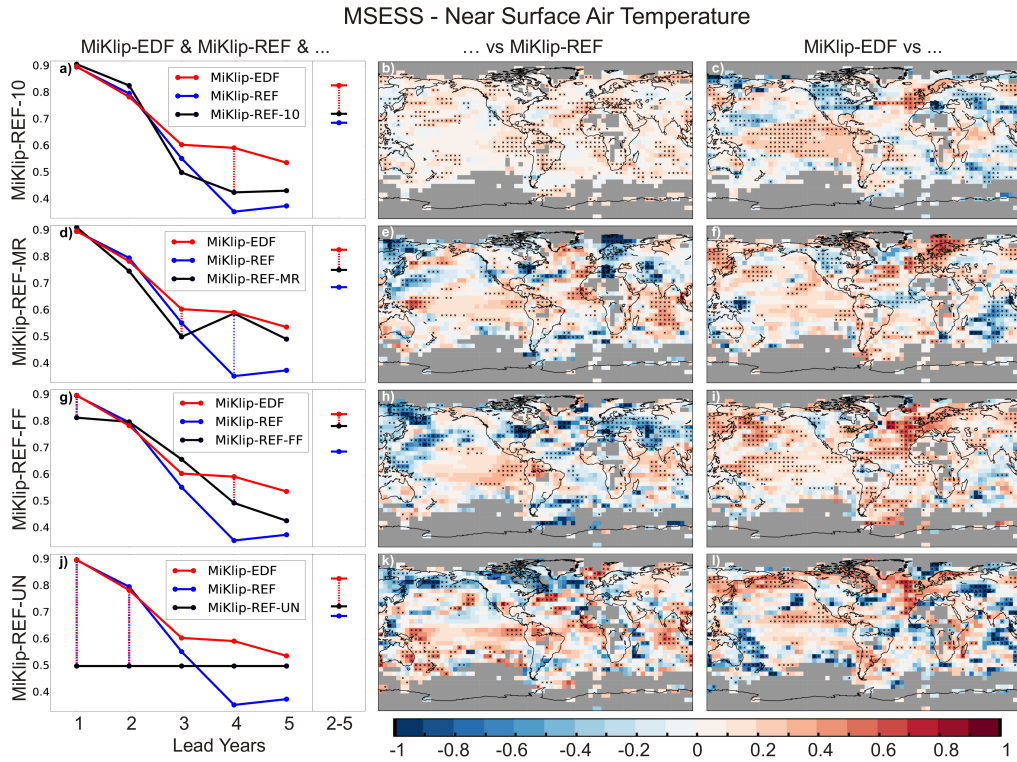 MSESS - Near Surface Air Temperature
MiKlip-EDF & MiKlip-REF & ...
... vs MiKlip-REF
MiKlip-EDF vs ...
MiKlip-REF-10
a)
0.9
0.8
0.7
0.6
0.5
0.4
MiKlip-EDF
MiKlip-REF
MiKlip-REF-10
b)
c)
MiKlip-REF-MR
d)
0.9
0.8
0.7
0.6
0.5
0.4
MiKlip-EDF
MiKlip-REF
MiKlip-REF-MR
e)
f)
MiKlip-REF-FF
g)
0.9
0.8
0.7
0.6
0.5
0.4
MiKlip-EDF
MiKlip-REF
MiKlip-REF-FF
h)
i)
MiKlip-REF-UN
j)
0.9
0.8
0.7
0.6
0.5
0.4
MiKlip-EDF
MiKlip-REF
MiKlip-REF-UN
k)
l)
1 2 3 4 5 2-5
Lead Years
-1 -0.8 -0.6 -0.4 -0.2 0 0.2 0.4 0.6 0.8 1